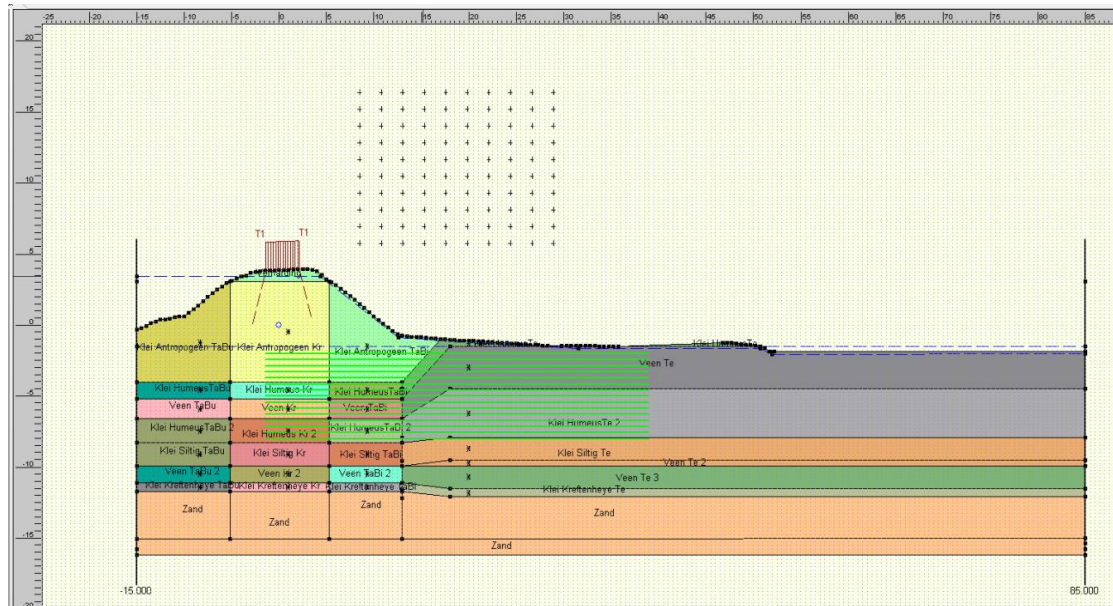 -25 -20 -15 -10 -5 0 5 10 15 20 25 30 35 40 45 50 55 60 65 70 75 80 85
20
15
10
5
0
-5
-10
-15
-20
T1 T1
Klei Antropogeen TaBu Klei Antropogeen Kr Klei Antropogeen TaBi
Veen Te
Klei HumeusTaBu Klei Humeus Kr Klei HumeusTaBi
Veen TaBu Veen Kr Veen TaBi
Klei HumeusTaBu 2 Klei Humeus Kr 2 Klei HumeusTaBi 2 Klei HumeusTe 2
Klei Siltig TaBu Klei Siltig Kr Klei Siltig TaBi Klei Siltig Te
Veen Te 2
Veen TaBu 2 Veen Kr 2 Veen TaBi 2 Veen Te 3
Klei Kreftenheye TaBu Klei Kreftenheye Kr Klei Kreftenheye TaBi Klei Kreftenheye Te
Zand Zand Zand Zand
Zand
-15.000 85.000